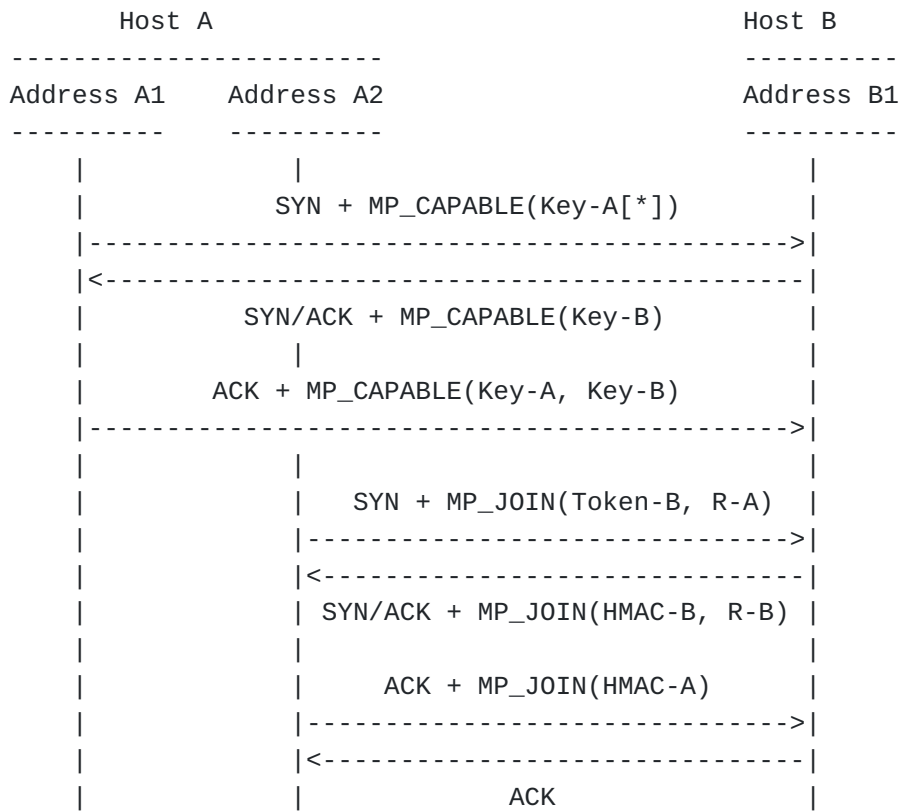 Host A                                  Host B
------------------------                       ----------
Address A1    Address A2                       Address B1
----------    ----------                       ----------
    |             |                                |
    |           SYN + MP_CAPABLE(Key-A[*])         |
    |--------------------------------------------->|
    |<---------------------------------------------|
    |         SYN/ACK + MP_CAPABLE(Key-B)          |
    |             |                                |
    |       ACK + MP_CAPABLE(Key-A, Key-B)         |
    |--------------------------------------------->|
    |             |                                |
    |             |   SYN + MP_JOIN(Token-B, R-A)  |
    |             |------------------------------->|
    |             |<-------------------------------|
    |             | SYN/ACK + MP_JOIN(HMAC-B, R-B) |
    |             |                                |
    |             |     ACK + MP_JOIN(HMAC-A)      |
    |             |------------------------------->|
    |             |<-------------------------------|
    |             |             ACK                |